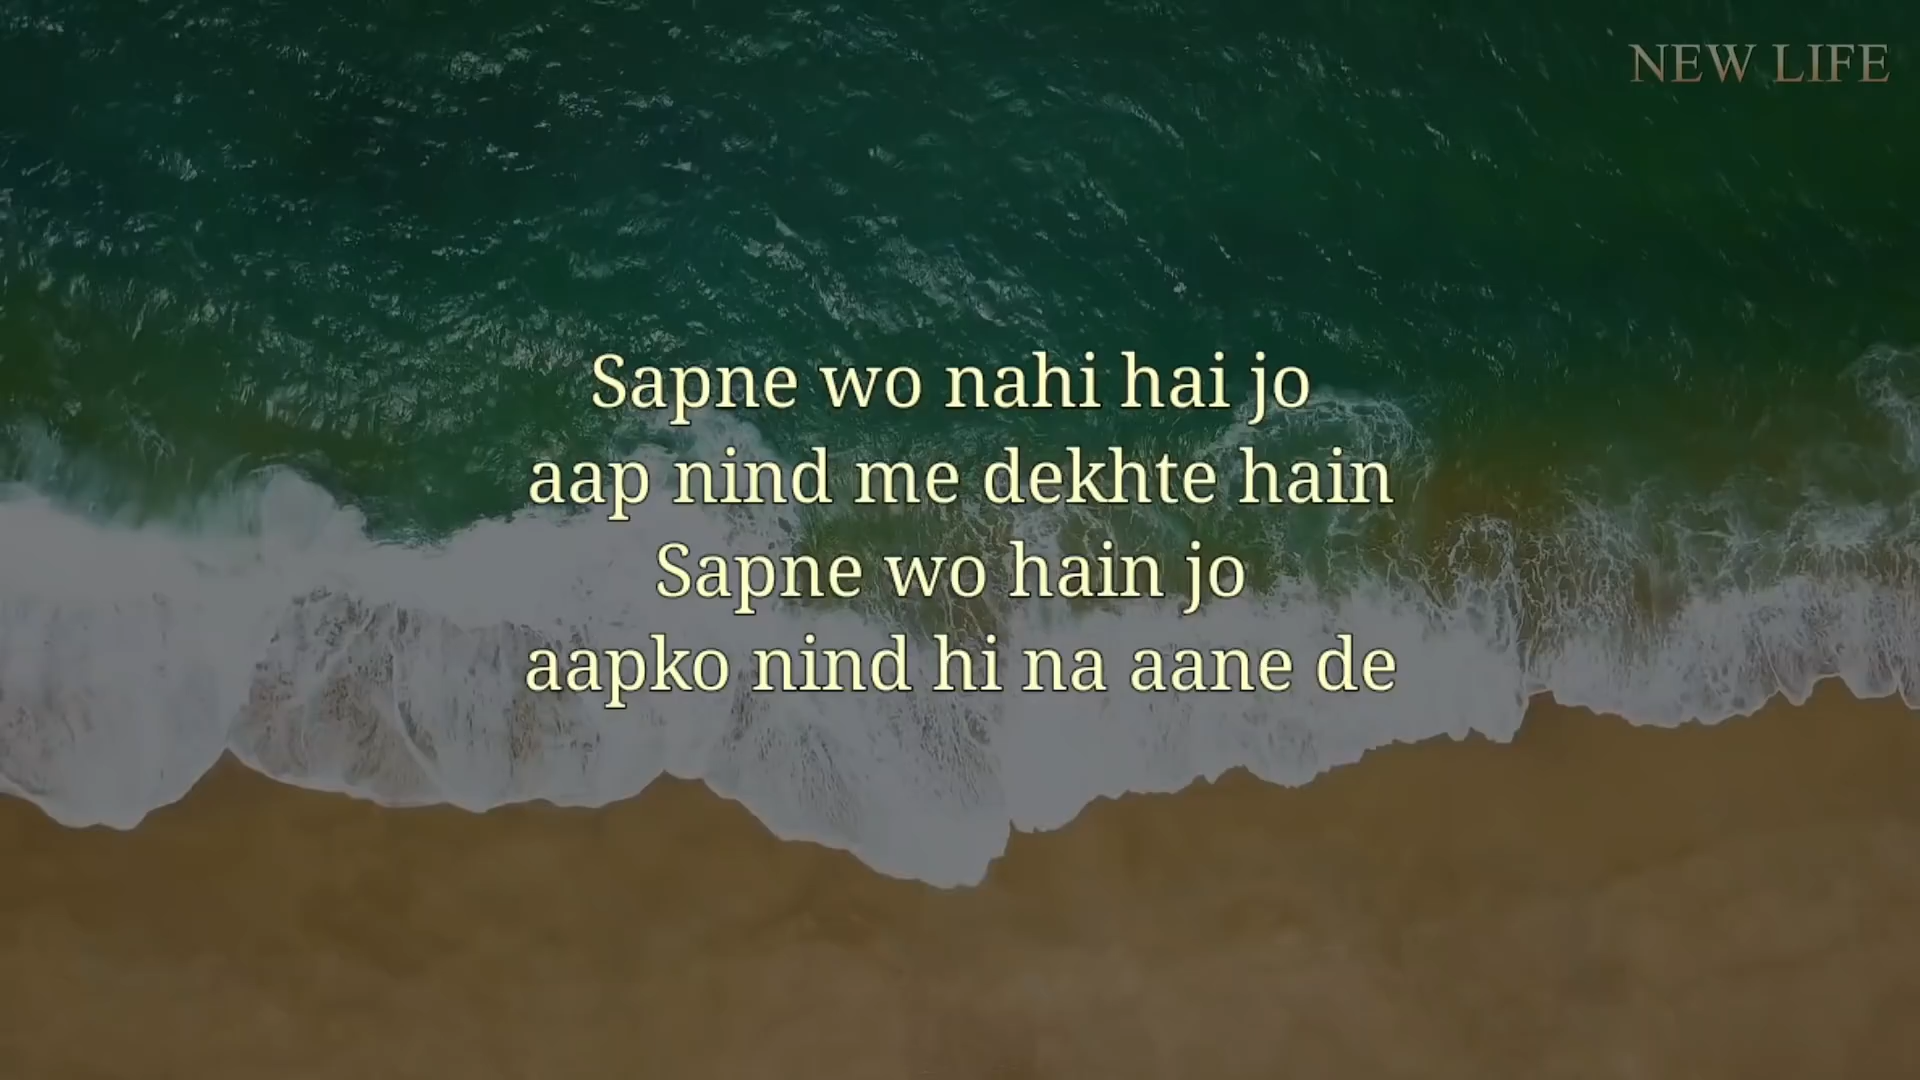 NEW LIFE
Sapne wo nahi hai jo
aap nind me dekhte hain
Sapne wo hain jo
aapko nind hi na aane de